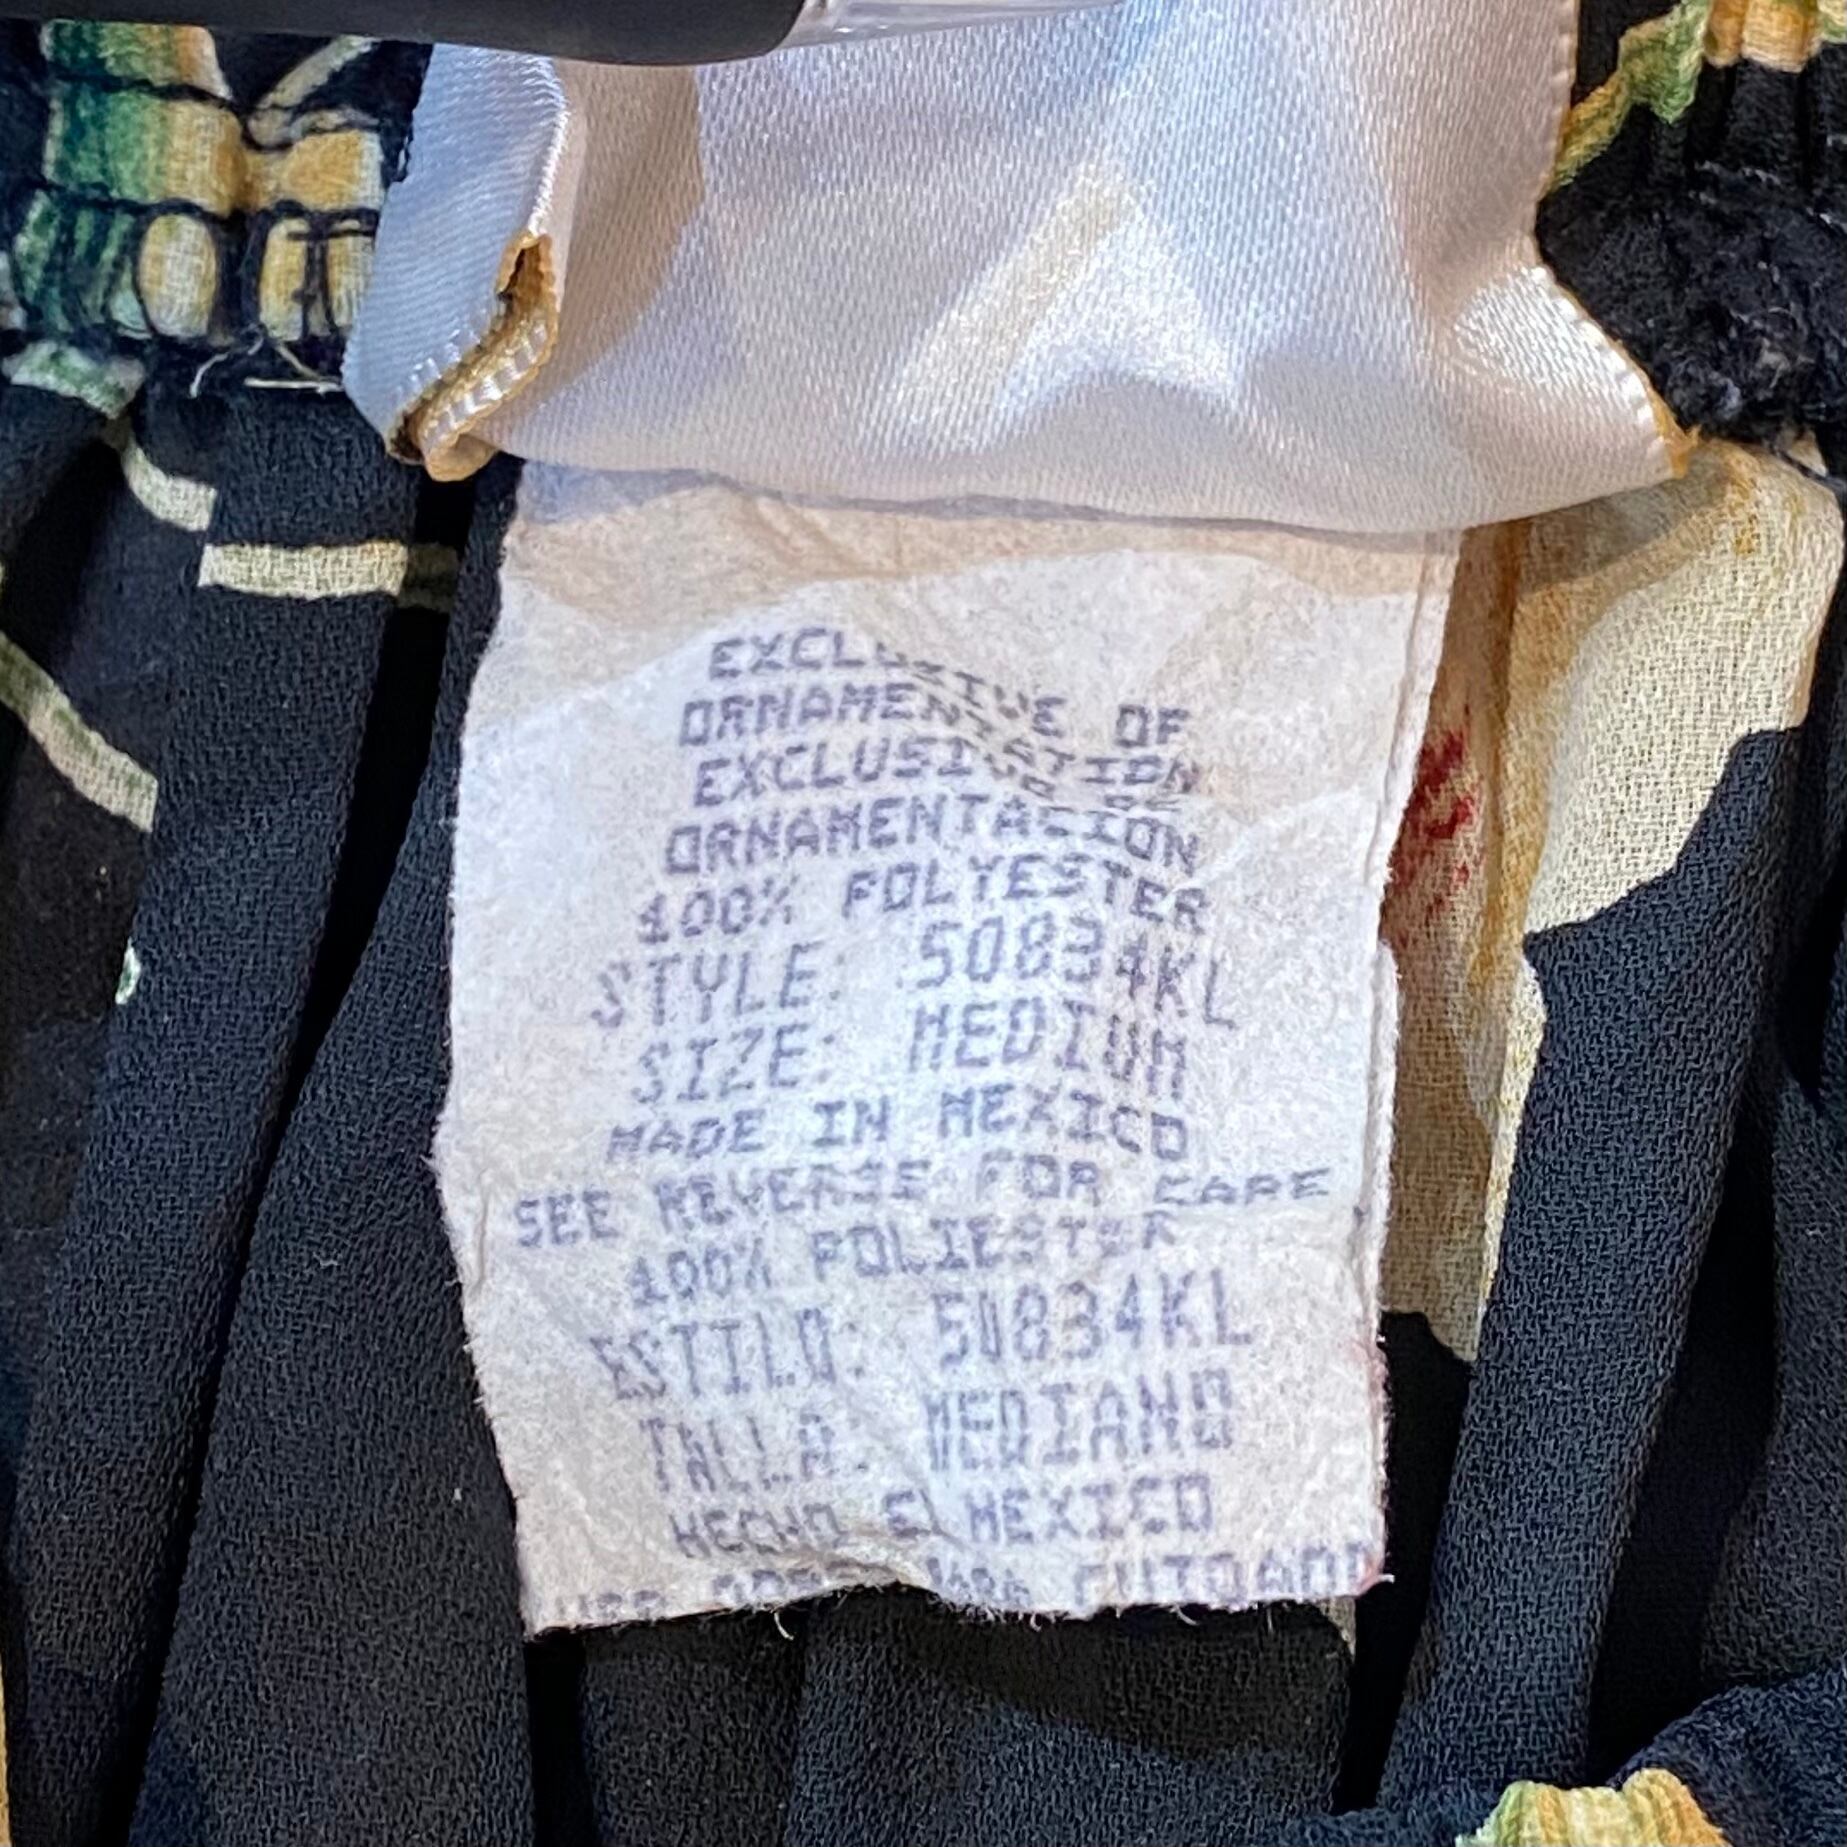 EXCLUSIVE OF
ORNAMENTATION
EXCLUSIVO DE
ORNAMENTACION
100% POLYESTER
STYLE: 50834KL
SIZE: MEDIUM
MADE IN MEXICO
SEE REVERSE FOR CARE
100% POLIESTER
ESTILO: 50834KL
TALLA: MEDIANO
HECHO EN MEXICO
CUIDADO